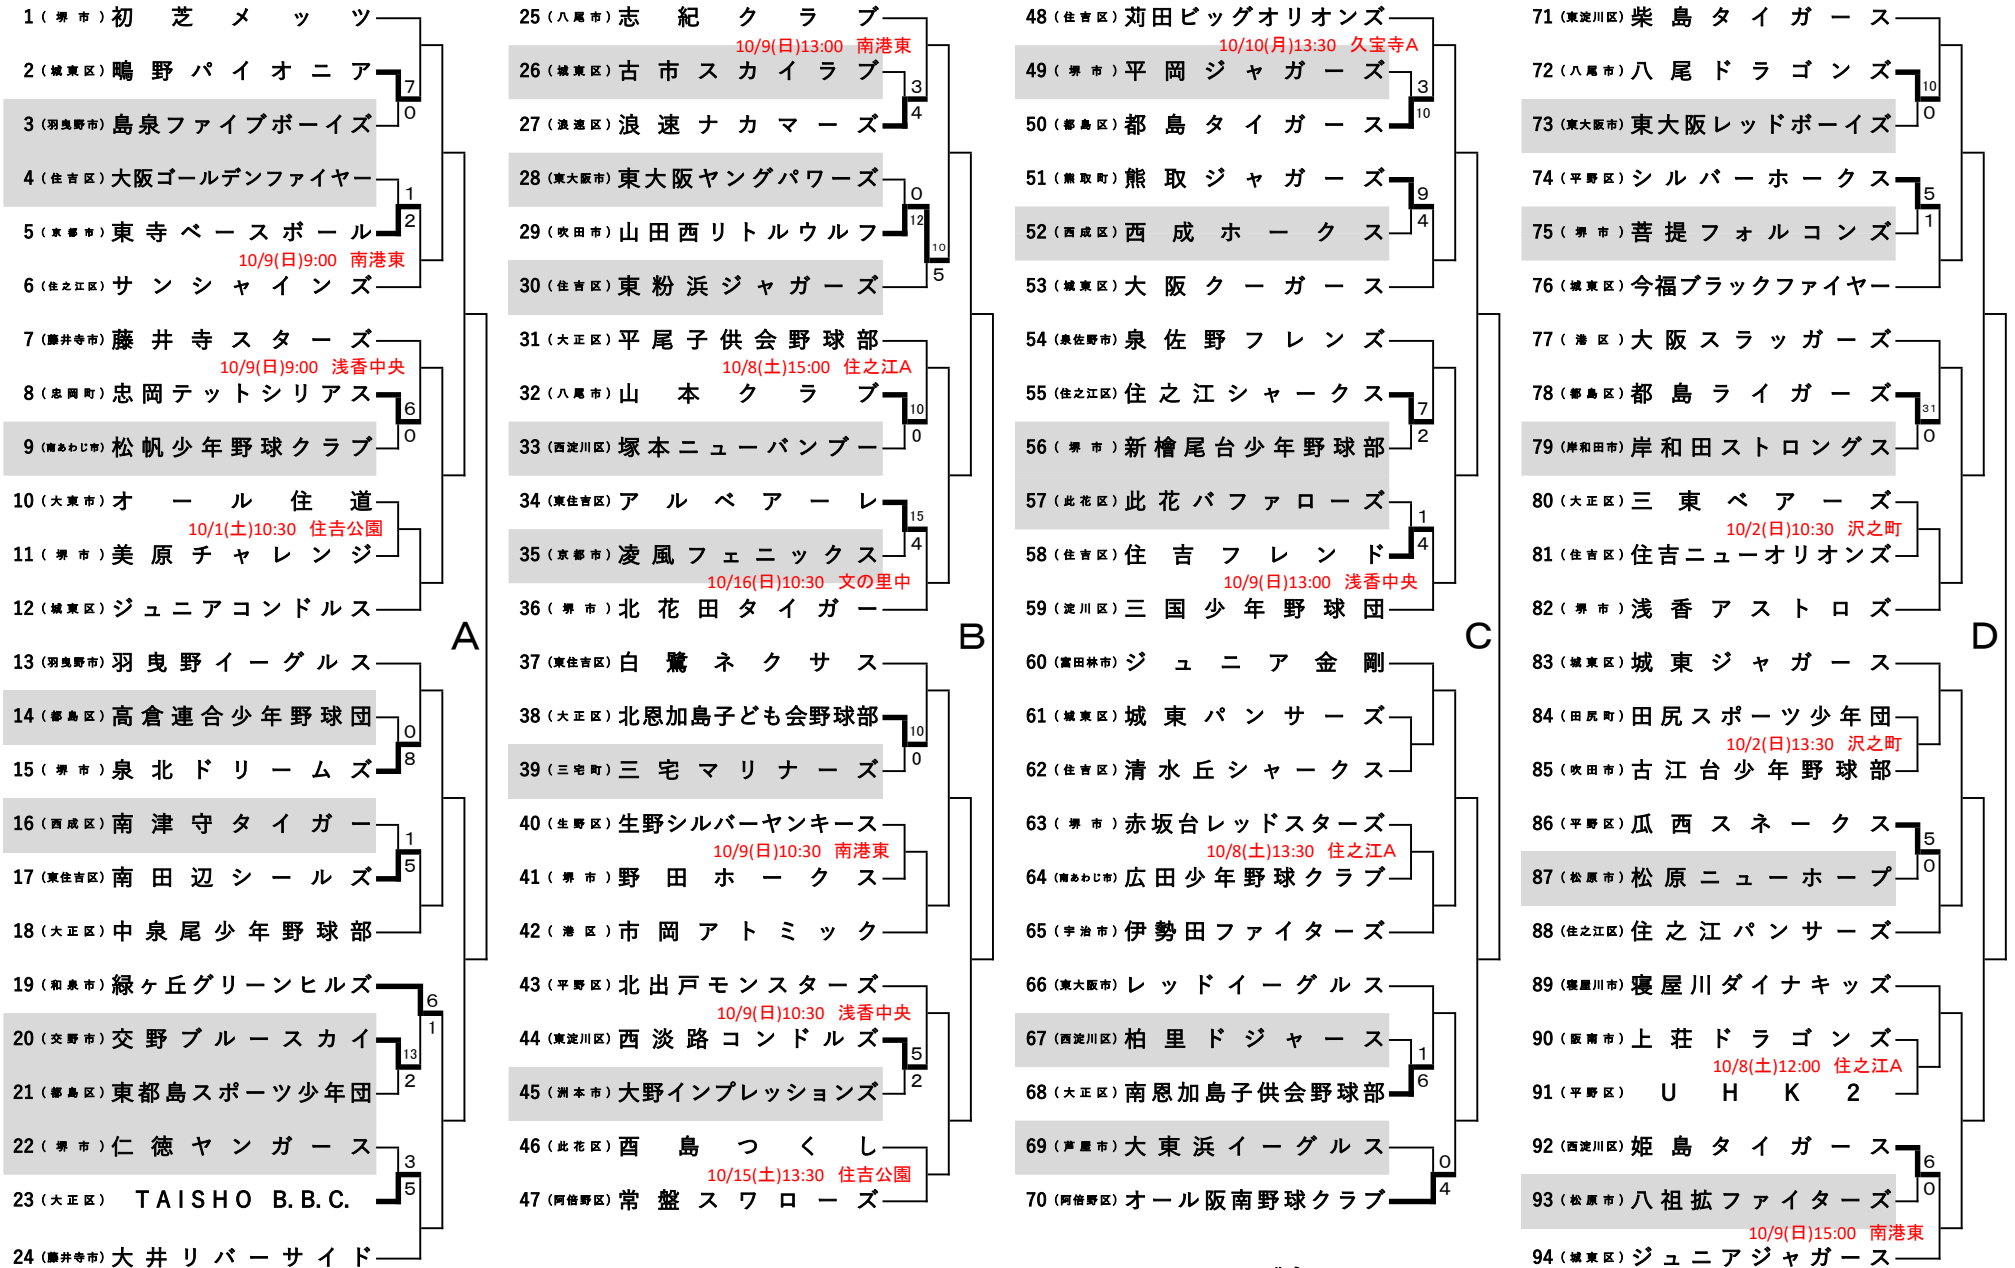 1 (堺市) 初芝メッツ
2 (城東区) 鴫野パイオニア
7
3 (羽曳野市) 島泉ファイブボーイズ
0
4 (住吉区) 大阪ゴールデンファイヤー
1
5 (京都市) 東寺ベースボール
2
10/9(日)9:00 南港東
6 (住之江区) サンシャインズ
7 (藤井寺市) 藤井寺スターズ
10/9(日)9:00 浅香中央
8 (忠岡町) 忠岡テットシリアス
6
9 (南あわじ市) 松帆少年野球クラブ
0
10 (大東市) オール住道
10/1(土)10:30 住吉公園
11 (堺市) 美原チャレンジ
12 (城東区) ジュニアコンドルス
A
13 (羽曳野市) 羽曳野イーグルス
14 (都島区) 高倉連合少年野球団
0
15 (堺市) 泉北ドリームズ
8
16 (西成区) 南津守タイガー
1
17 (東住吉区) 南田辺シールズ
5
18 (大正区) 中泉尾少年野球部
19 (和泉市) 緑ヶ丘グリーンヒルズ
6
1
20 (交野市) 交野ブルースカイ
13
21 (都島区) 東都島スポーツ少年団
2
22 (堺市) 仁徳ヤンガース
3
23 (大正区) TAISHO B.B.C.
5
24 (藤井寺市) 大井リバーサイド
25 (八尾市) 志紀クラブ
10/9(日)13:00 南港東
26 (城東区) 古市スカイラブ
3
27 (浪速区) 浪速ナカマーズ
4
28 (東大阪市) 東大阪ヤングパワーズ
0
29 (吹田市) 山田西リトルウルフ
12
10
5
30 (住吉区) 東粉浜ジャガーズ
31 (大正区) 平尾子供会野球部
10/8(土)15:00 住之江A
32 (八尾市) 山本クラブ
10
33 (西淀川区) 塚本ニューバンブー
0
34 (東住吉区) アルベアーレ
15
35 (京都市) 凌風フェニックス
4
10/16(日)10:30 文の里中
36 (堺市) 北花田タイガー
B
37 (東住吉区) 白鷺ネクサス
38 (大正区) 北恩加島子ども会野球部
10
39 (三宅町) 三宅マリナーズ
0
40 (生野区) 生野シルバーヤンキース
10/9(日)10:30 南港東
41 (堺市) 野田ホークス
42 (港区) 市岡アトミック
43 (平野区) 北出戸モンスターズ
10/9(日)10:30 浅香中央
44 (東淀川区) 西淡路コンドルズ
5
45 (洲本市) 大野インプレッションズ
2
46 (此花区) 酉島つくし
10/15(土)13:30 住吉公園
47 (阿倍野区) 常盤スワローズ
48 (住吉区) 苅田ビッグオリオンズ
10/10(月)13:30 久宝寺A
49 (堺市) 平岡ジャガーズ
3
50 (都島区) 都島タイガース
10
51 (熊取町) 熊取ジャガーズ
9
52 (西成区) 西成ホークス
4
53 (城東区) 大阪クーガース
54 (泉佐野市) 泉佐野フレンズ
55 (住之江区) 住之江シャークス
7
56 (堺市) 新檜尾台少年野球部
2
57 (此花区) 此花バファローズ
1
58 (住吉区) 住吉フレンド
4
10/9(日)13:00 浅香中央
59 (淀川区) 三国少年野球団
C
60 (富田林市) ジュニア金剛
61 (城東区) 城東パンサーズ
62 (住吉区) 清水丘シャークス
63 (堺市) 赤坂台レッドスターズ
10/8(土)13:30 住之江A
64 (南あわじ市) 広田少年野球クラブ
65 (宇治市) 伊勢田ファイターズ
66 (東大阪市) レッドイーグルス
67 (西淀川区) 柏里ドジャース
1
68 (大正区) 南恩加島子供会野球部
6
69 (芦屋市) 大東浜イーグルス
0
70 (阿倍野区) オール阪南野球クラブ
4
71 (東淀川区) 柴島タイガース
72 (八尾市) 八尾ドラゴンズ
10
73 (東大阪市) 東大阪レッドボーイズ
0
74 (平野区) シルバーホークス
5
75 (堺市) 菩提フォルコンズ
1
76 (城東区) 今福ブラックファイヤー
77 (港区) 大阪スラッガーズ
78 (都島区) 都島ライガーズ
31
79 (岸和田市) 岸和田ストロングス
0
80 (大正区) 三東ベアーズ
10/2(日)10:30 沢之町
81 (住吉区) 住吉ニューオリオンズ
82 (堺市) 浅香アストロズ
D
83 (城東区) 城東ジャガース
84 (田尻町) 田尻スポーツ少年団
10/2(日)13:30 沢之町
85 (吹田市) 古江台少年野球部
86 (平野区) 瓜西スネークス
5
87 (松原市) 松原ニューホープ
0
88 (住之江区) 住之江パンサーズ
89 (寝屋川市) 寝屋川ダイナキッズ
90 (阪南市) 上荘ドラゴンズ
10/8(土)12:00 住之江A
91 (平野区) UHK2
92 (西淀川区) 姫島タイガース
6
93 (松原市) 八祖拡ファイターズ
0
10/9(日)15:00 南港東
94 (城東区) ジュニアジャガース